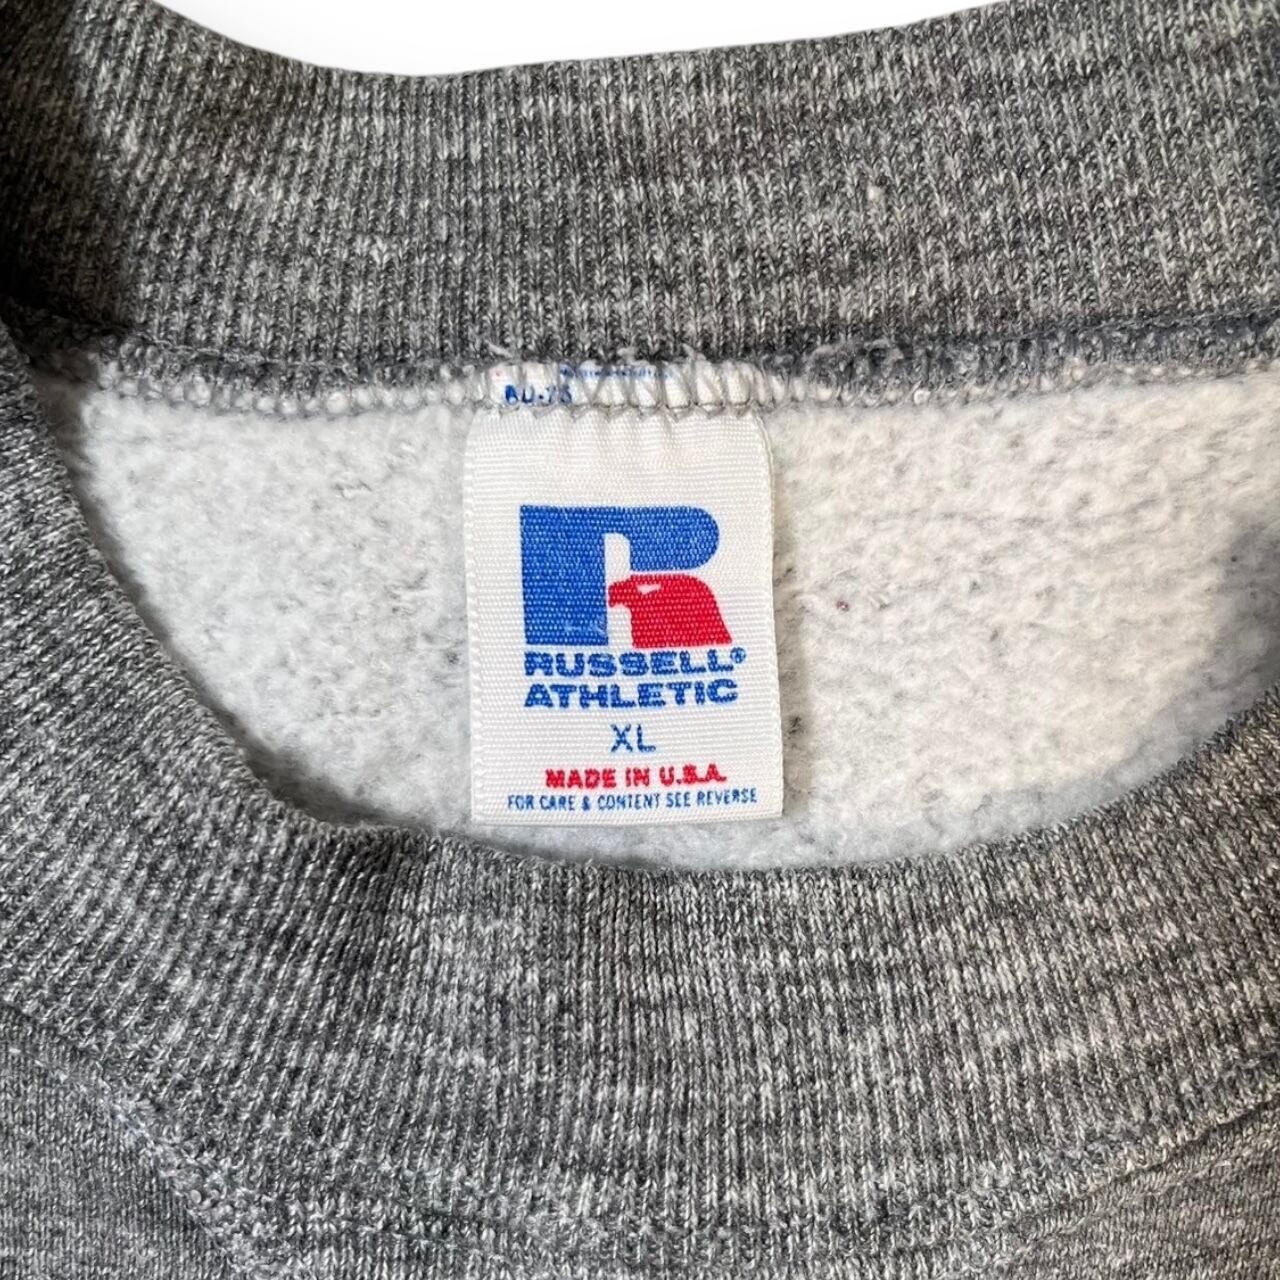 RUSSELL®
ATHLETIC
XL
MADE IN U.S.A.
FOR CARE & CONTENT SEE REVERSE